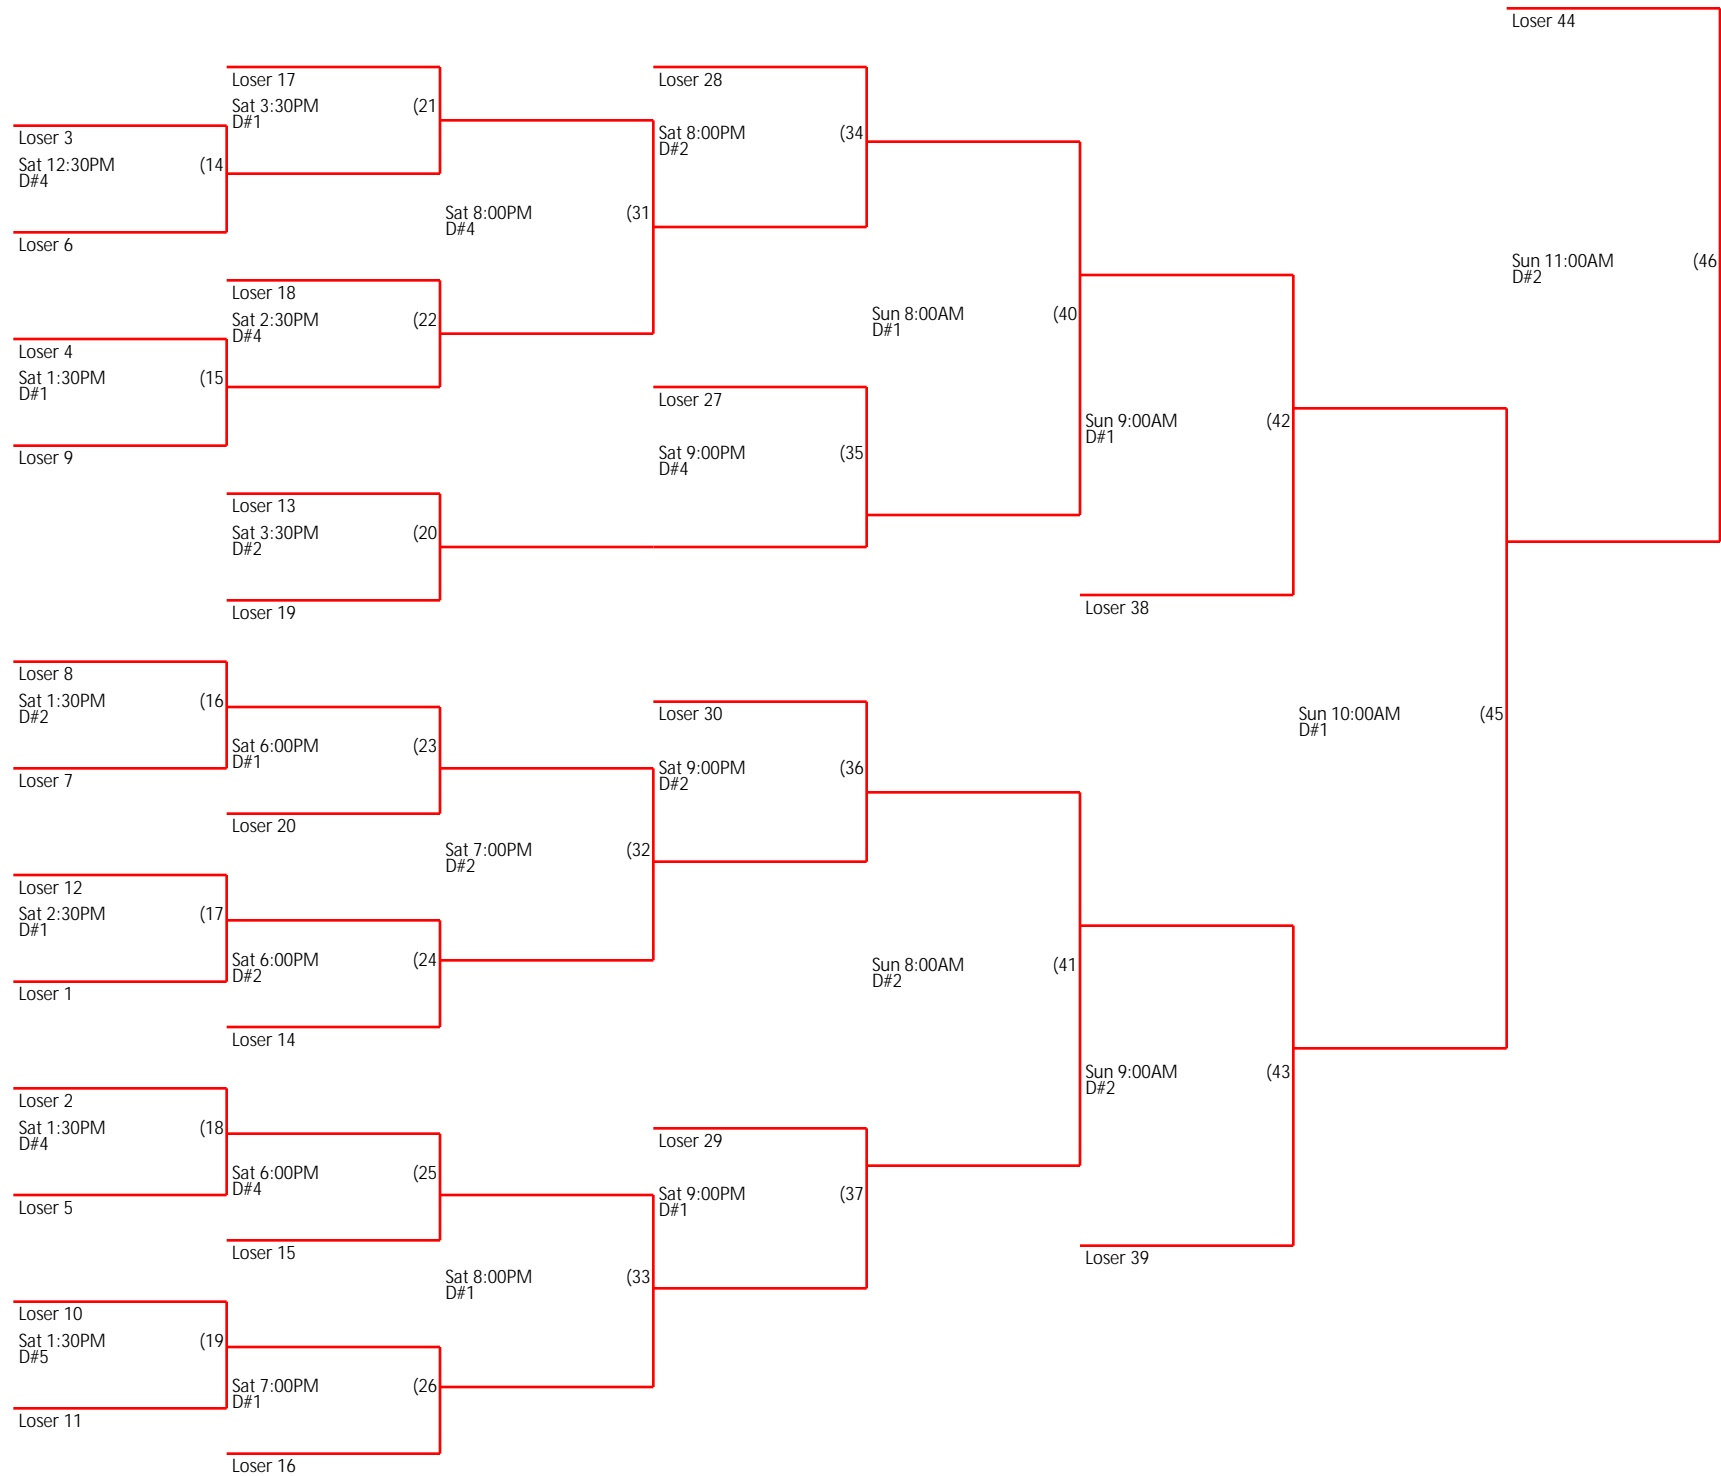 Loser 44
Loser 17
Sat 3:30PM (21
D#1
Loser 28
Sat 8:00PM (34
D#2
Loser 3
Sat 12:30PM (14
D#4
Loser 6
Sat 8:00PM (31
D#4
Sun 11:00AM (46
D#2
Loser 18
Sat 2:30PM (22
D#4
Sun 8:00AM (40
D#1
Loser 4
Sat 1:30PM (15
D#1
Loser 9
Loser 27
Sat 9:00PM (35
D#4
Sun 9:00AM (42
D#1
Loser 13
Sat 3:30PM (20
D#2
Loser 19
Loser 38
Loser 8
Sat 1:30PM (16
D#2
Loser 7
Loser 30
Sat 9:00PM (36
D#2
Sun 10:00AM (45
D#1
Sat 6:00PM (23
D#1
Loser 20
Sat 7:00PM (32
D#2
Loser 12
Sat 2:30PM (17
D#1
Loser 1
Sat 6:00PM (24
D#2
Loser 14
Sun 8:00AM (41
D#2
Sun 9:00AM (43
D#2
Loser 2
Sat 1:30PM (18
D#4
Loser 5
Sat 6:00PM (25
D#4
Loser 15
Loser 29
Sat 9:00PM (37
D#1
Loser 39
Sat 8:00PM (33
D#1
Loser 10
Sat 1:30PM (19
D#5
Loser 11
Sat 7:00PM (26
D#1
Loser 16